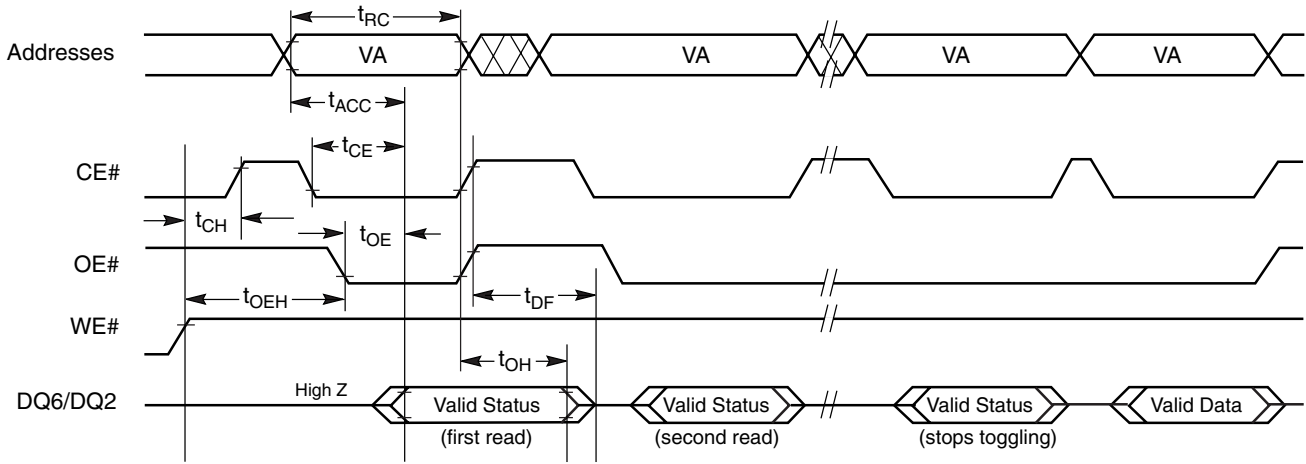 tRC
Addresses VA VA VA VA
tACC
tCE
CE#
tCH tOE
OE#
tOEH tDF
WE#
tOH
High Z
DQ6/DQ2 Valid Status Valid Status Valid Status Valid Data
(first read) (second read) (stops toggling)